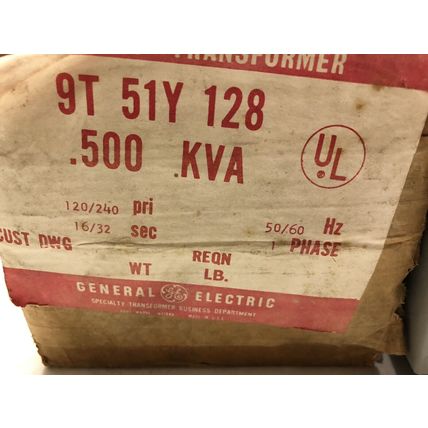 TRANSFORMER
9T 51Y 128
.500 .KVA
UL
120/240 pri
16/32 sec
50/60 Hz
1 PHASE
CUST DWG
REQN
WT LB.
GENERAL GE ELECTRIC
SPECIALTY TRANSFORMER BUSINESS DEPARTMENT